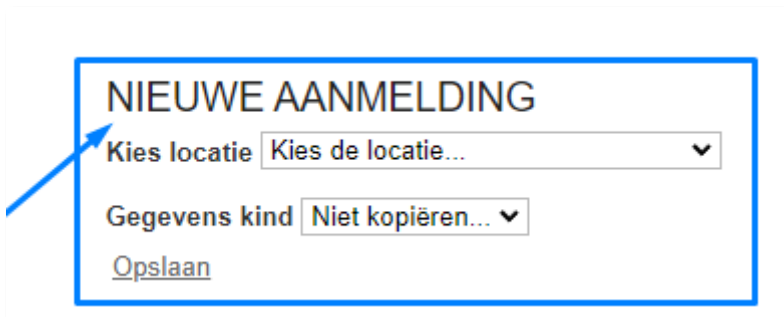 NIEUWE AANMELDING
Kies locatie Kies de locatie...
Gegevens kind Niet kopiëren...
Opslaan